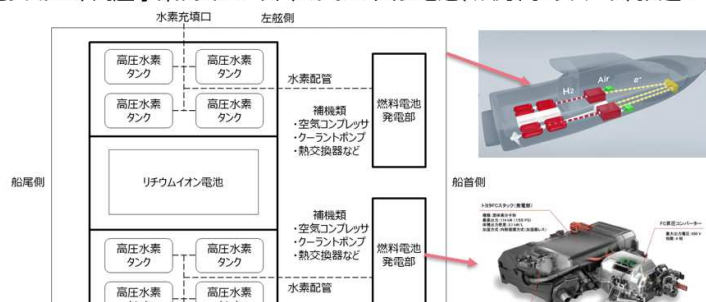 水素充填口
左舷側
高圧水素
タンク
高圧水素
タンク
水素配管
高圧水素
タンク
高圧水素
タンク
補機類
・空気コンプレッサ
・クーラントポンプ
・熱交換器など
燃料電池
発電部
H₂
Air
e⁻
船尾側
リチウムイオン電池
船首側
補機類
・空気コンプレッサ
・クーラントポンプ
・熱交換器など
燃料電池
発電部
高圧水素
タンク
高圧水素
タンク
水素配管
高圧水素
高圧水素
トヨタFCスタック（発電部）
FC昇圧コンバーター